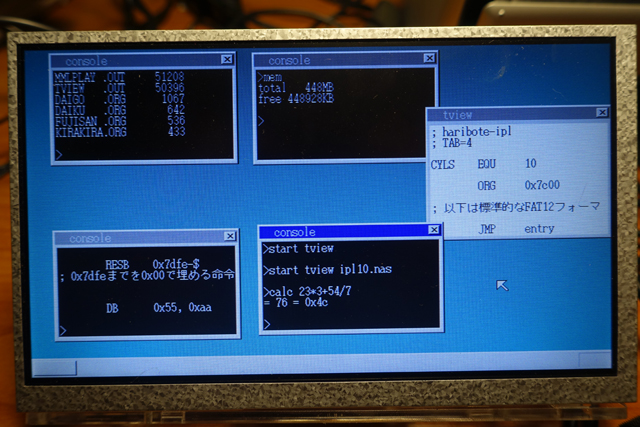 console
MMLPLAY .OUT 51208
TVIEW .OUT 50396
DAIGO .ORG 1067
DAIKU .ORG 642
FUJISAN .ORG 536
KIRAKIRA.ORG 433
>
console
>mem
total 448MB
free 448928KB
>
tview
; haribote-ipl
; TAB=4
CYLS EQU 10
ORG 0x7c00
; 以下は標準的なFAT12フォーマ
JMP entry
console
RESB 0x7dfe-$
; 0x7dfeまでを0x00で埋める命令
DB 0x55, 0xaa
>
console
>start tview
>start tview ipl10.nas
>calc 23*3+54/7
= 76 = 0x4c
>